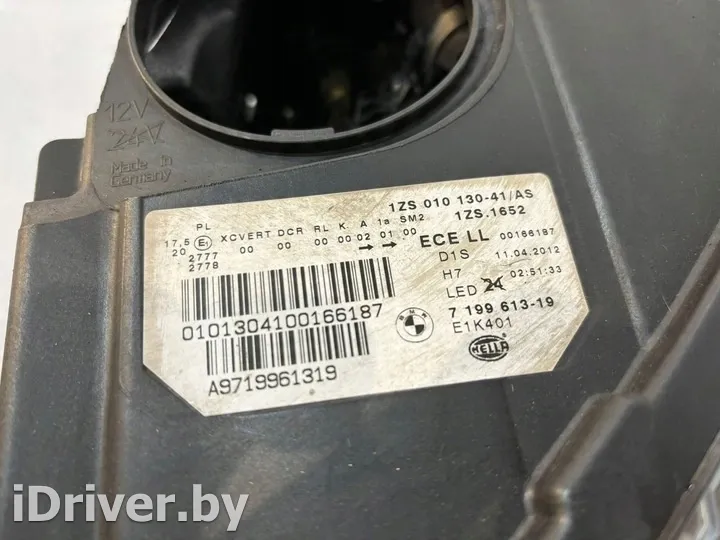 12V
24V
Made in
Germany
1ZS 010 130-41/AS
1ZS.1652
PL
17,5 E1 XCVERT DCR RL K. A 1a SM2.
20 00 00 00 00 02 01 00
2777
2778
ECE LL 00166187
D1S 11.04.2012
H7 02:51:33
LED 24
7 199 613-19
E1K401
0101304100166187
BMW
HELLA
A9719961319
iDriver.by